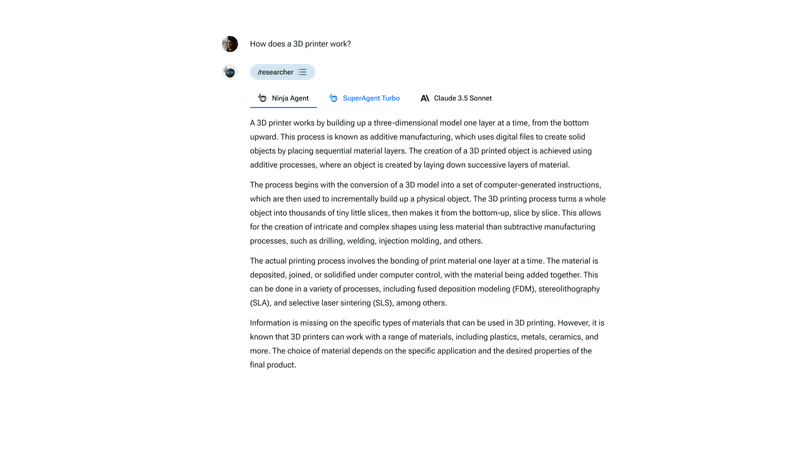 How does a 3D printer work?
/researcher
Ninja Agent SuperAgent Turbo Claude 3.5 Sonnet
A 3D printer works by building up a three-dimensional model one layer at a time, from the bottom
upward. This process is known as additive manufacturing, which uses digital files to create solid
objects by placing sequential material layers. The creation of a 3D printed object is achieved using
additive processes, where an object is created by laying down successive layers of material.
The process begins with the conversion of a 3D model into a set of computer-generated instructions,
which are then used to incrementally build up a physical object. The 3D printing process turns a whole
object into thousands of tiny little slices, then makes it from the bottom-up, slice by slice. This allows
for the creation of intricate and complex shapes using less material than subtractive manufacturing
processes, such as drilling, welding, injection molding, and others.
The actual printing process involves the bonding of print material one layer at a time. The material is
deposited, joined, or solidified under computer control, with the material being added together. This
can be done in a variety of processes, including fused deposition modeling (FDM), stereolithography
(SLA), and selective laser sintering (SLS), among others.
Information is missing on the specific types of materials that can be used in 3D printing. However, it is
known that 3D printers can work with a range of materials, including plastics, metals, ceramics, and
more. The choice of material depends on the specific application and the desired properties of the
final product.